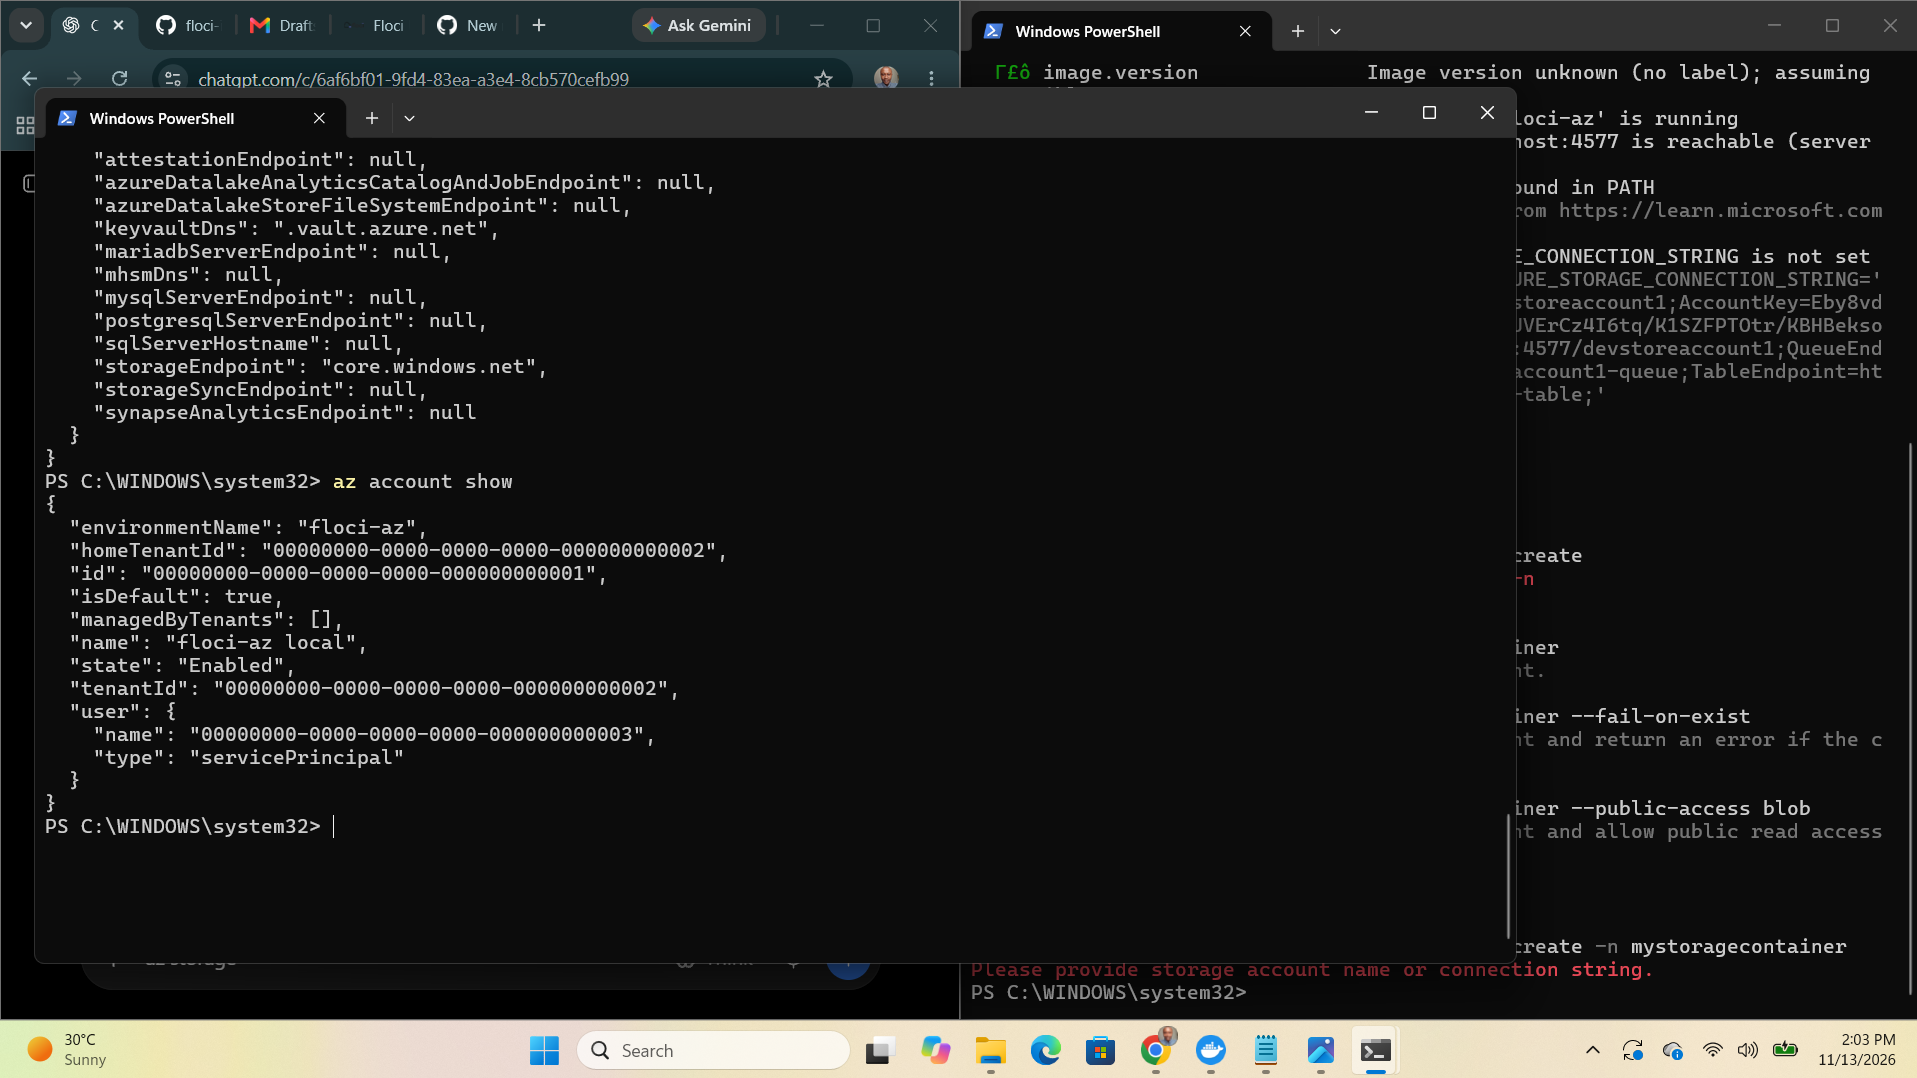 C
floci-
Draft
Floci
New
Ask Gemini
chatgpt.com/c/6af6bf01-9fd4-83ea-a3e4-8cb570cefb99
Windows PowerShell
image.version Image version unknown (no label); assuming
loci-az' is running
host:4577 is reachable (server
ound in PATH
rom https://learn.microsoft.com
E_CONNECTION_STRING is not set
URE_STORAGE_CONNECTION_STRING='
storeaccount1;AccountKey=Eby8vd
UVErCz4I6tq/K1SZFPTOtr/KBHBekso
:4577/devstoreaccount1;QueueEnd
account1-queue;TableEndpoint=ht
-table;'
create
-n
iner
nt.
iner --fail-on-exist
nt and return an error if the c
iner --public-access blob
nt and allow public read access
create -n mystoragecontainer
Please provide storage account name or connection string.
PS C:\WINDOWS\system32>
Windows PowerShell
"attestationEndpoint": null,
"azureDatalakeAnalyticsCatalogAndJobEndpoint": null,
"azureDatalakeStoreFileSystemEndpoint": null,
"keyvaultDns": ".vault.azure.net",
"mariadbServerEndpoint": null,
"mhsmDns": null,
"mysqlServerEndpoint": null,
"postgresqlServerEndpoint": null,
"sqlServerHostname": null,
"storageEndpoint": "core.windows.net",
"storageSyncEndpoint": null,
"synapseAnalyticsEndpoint": null
}
}
PS C:\WINDOWS\system32> az account show
{
"environmentName": "floci-az",
"homeTenantId": "00000000-0000-0000-0000-000000000002",
"id": "00000000-0000-0000-0000-000000000001",
"isDefault": true,
"managedByTenants": [],
"name": "floci-az local",
"state": "Enabled",
"tenantId": "00000000-0000-0000-0000-000000000002",
"user": {
"name": "00000000-0000-0000-0000-000000000003",
"type": "servicePrincipal"
}
}
PS C:\WINDOWS\system32>
30°C
Sunny
Search
2:03 PM
11/13/2026